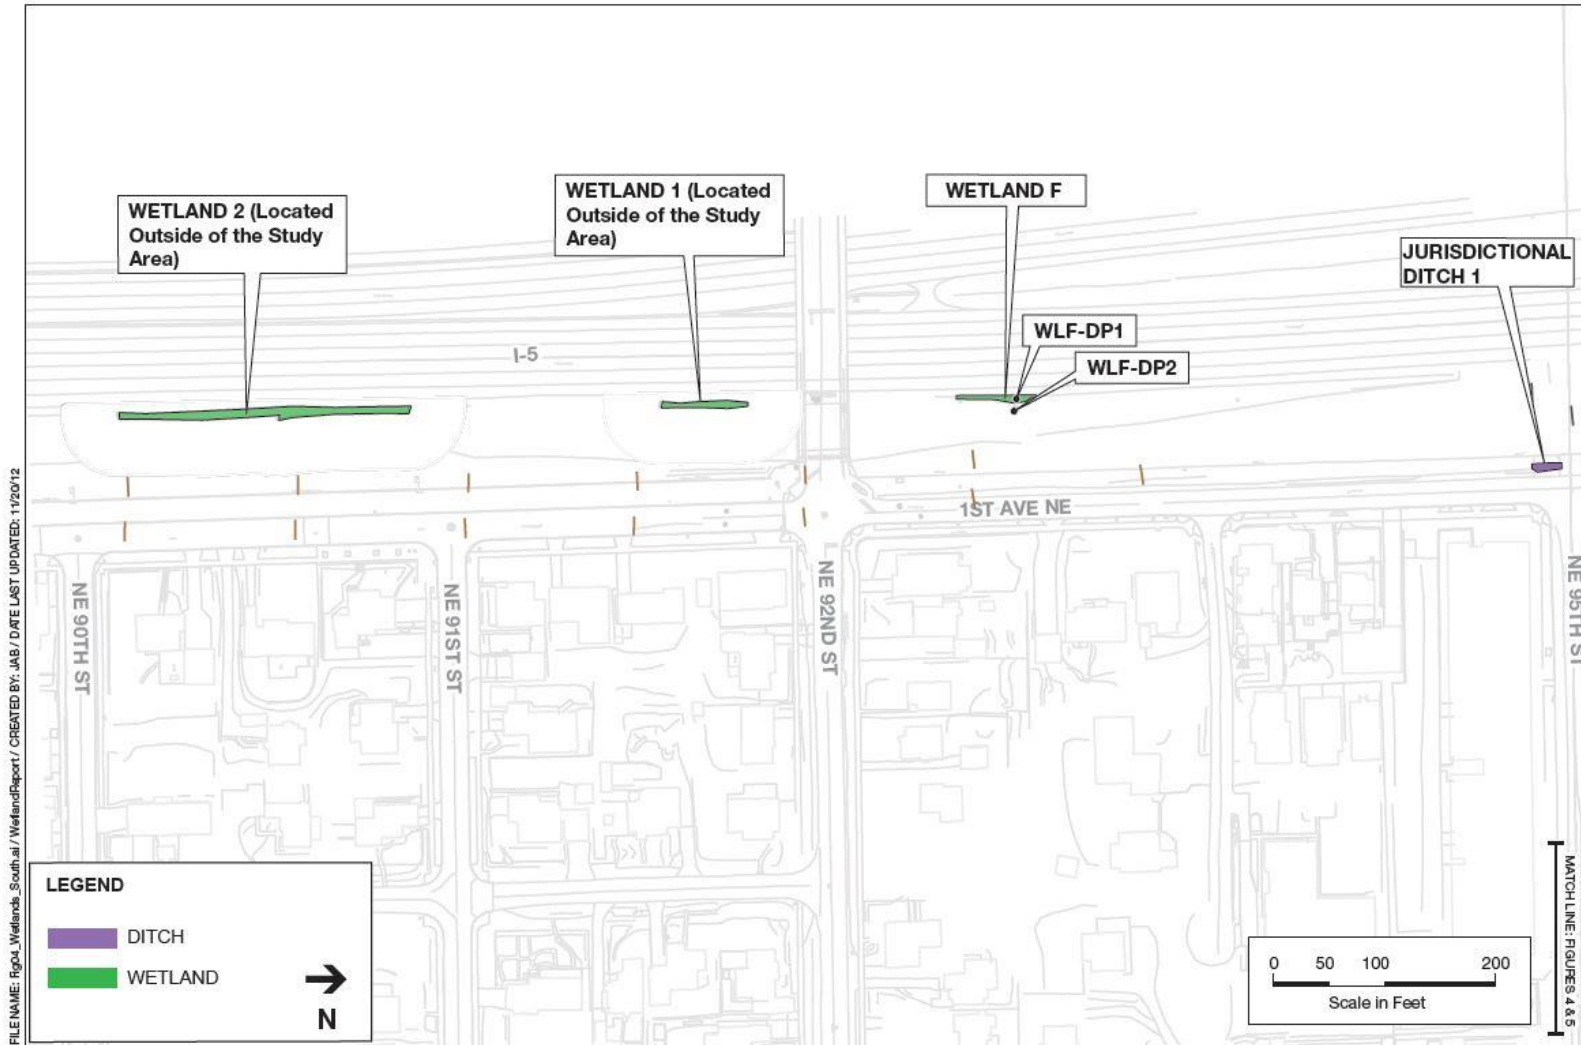 WETLAND 2 (Located
Outside of the Study
Area)
WETLAND 1 (Located
Outside of the Study
Area)
WETLAND F
JURISDICTIONAL
DITCH 1
WLF-DP1
WLF-DP2
I-5
1ST AVE NE
NE 90TH ST
NE 91ST ST
NE 92ND ST
NE 95TH ST
LEGEND
DITCH
WETLAND
N
0 50 100 200
Scale in Feet
MATCH LINE: FIGURES 4 & 5
FILE NAME: Fig04_Wetlands_South.ai / WetlandReport / CREATED BY: JAB / DATE LAST UPDATED: 11/20/12